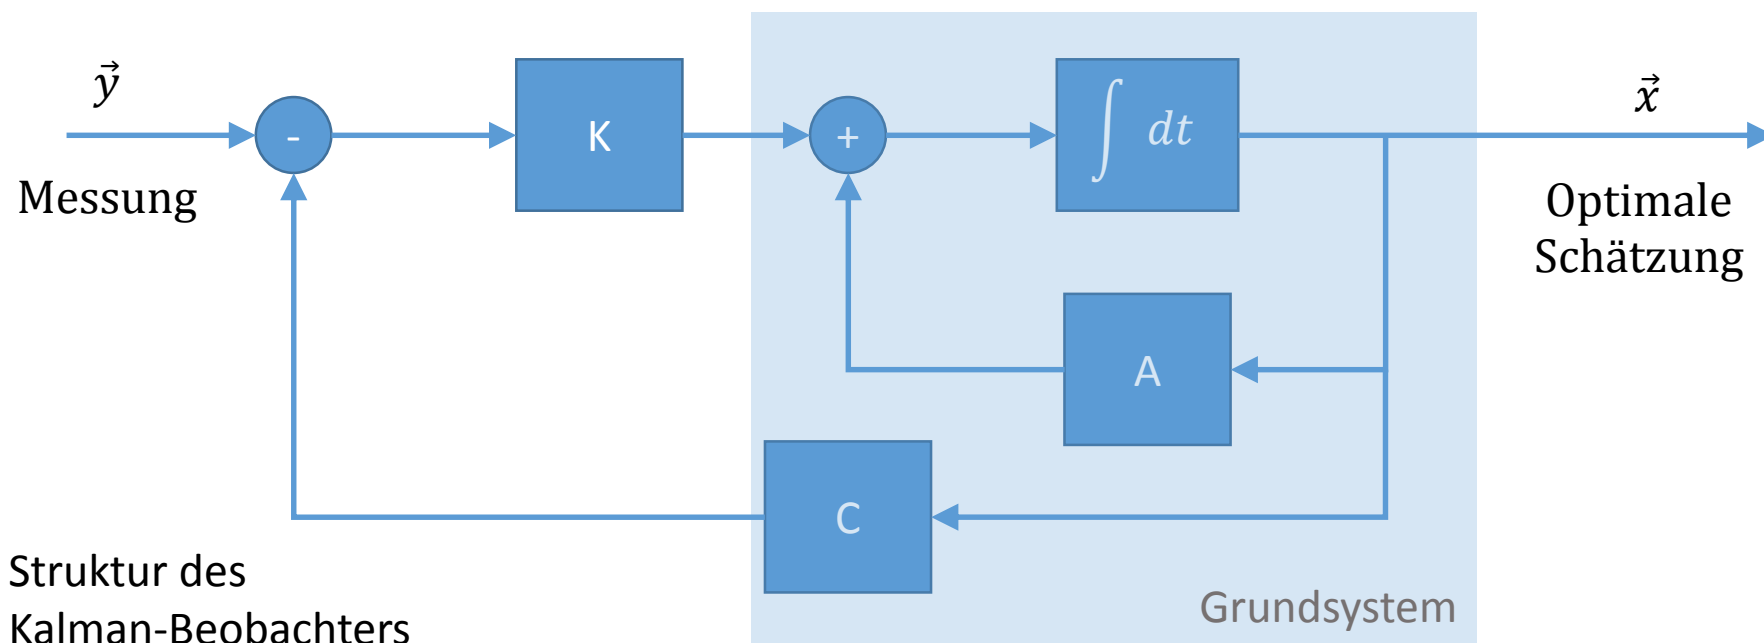 y⃗
Messung
-
K
+
∫ dt
x⃗
Optimale
Schätzung
A
C
Struktur des
Kalman-Beobachters
Grundsystem